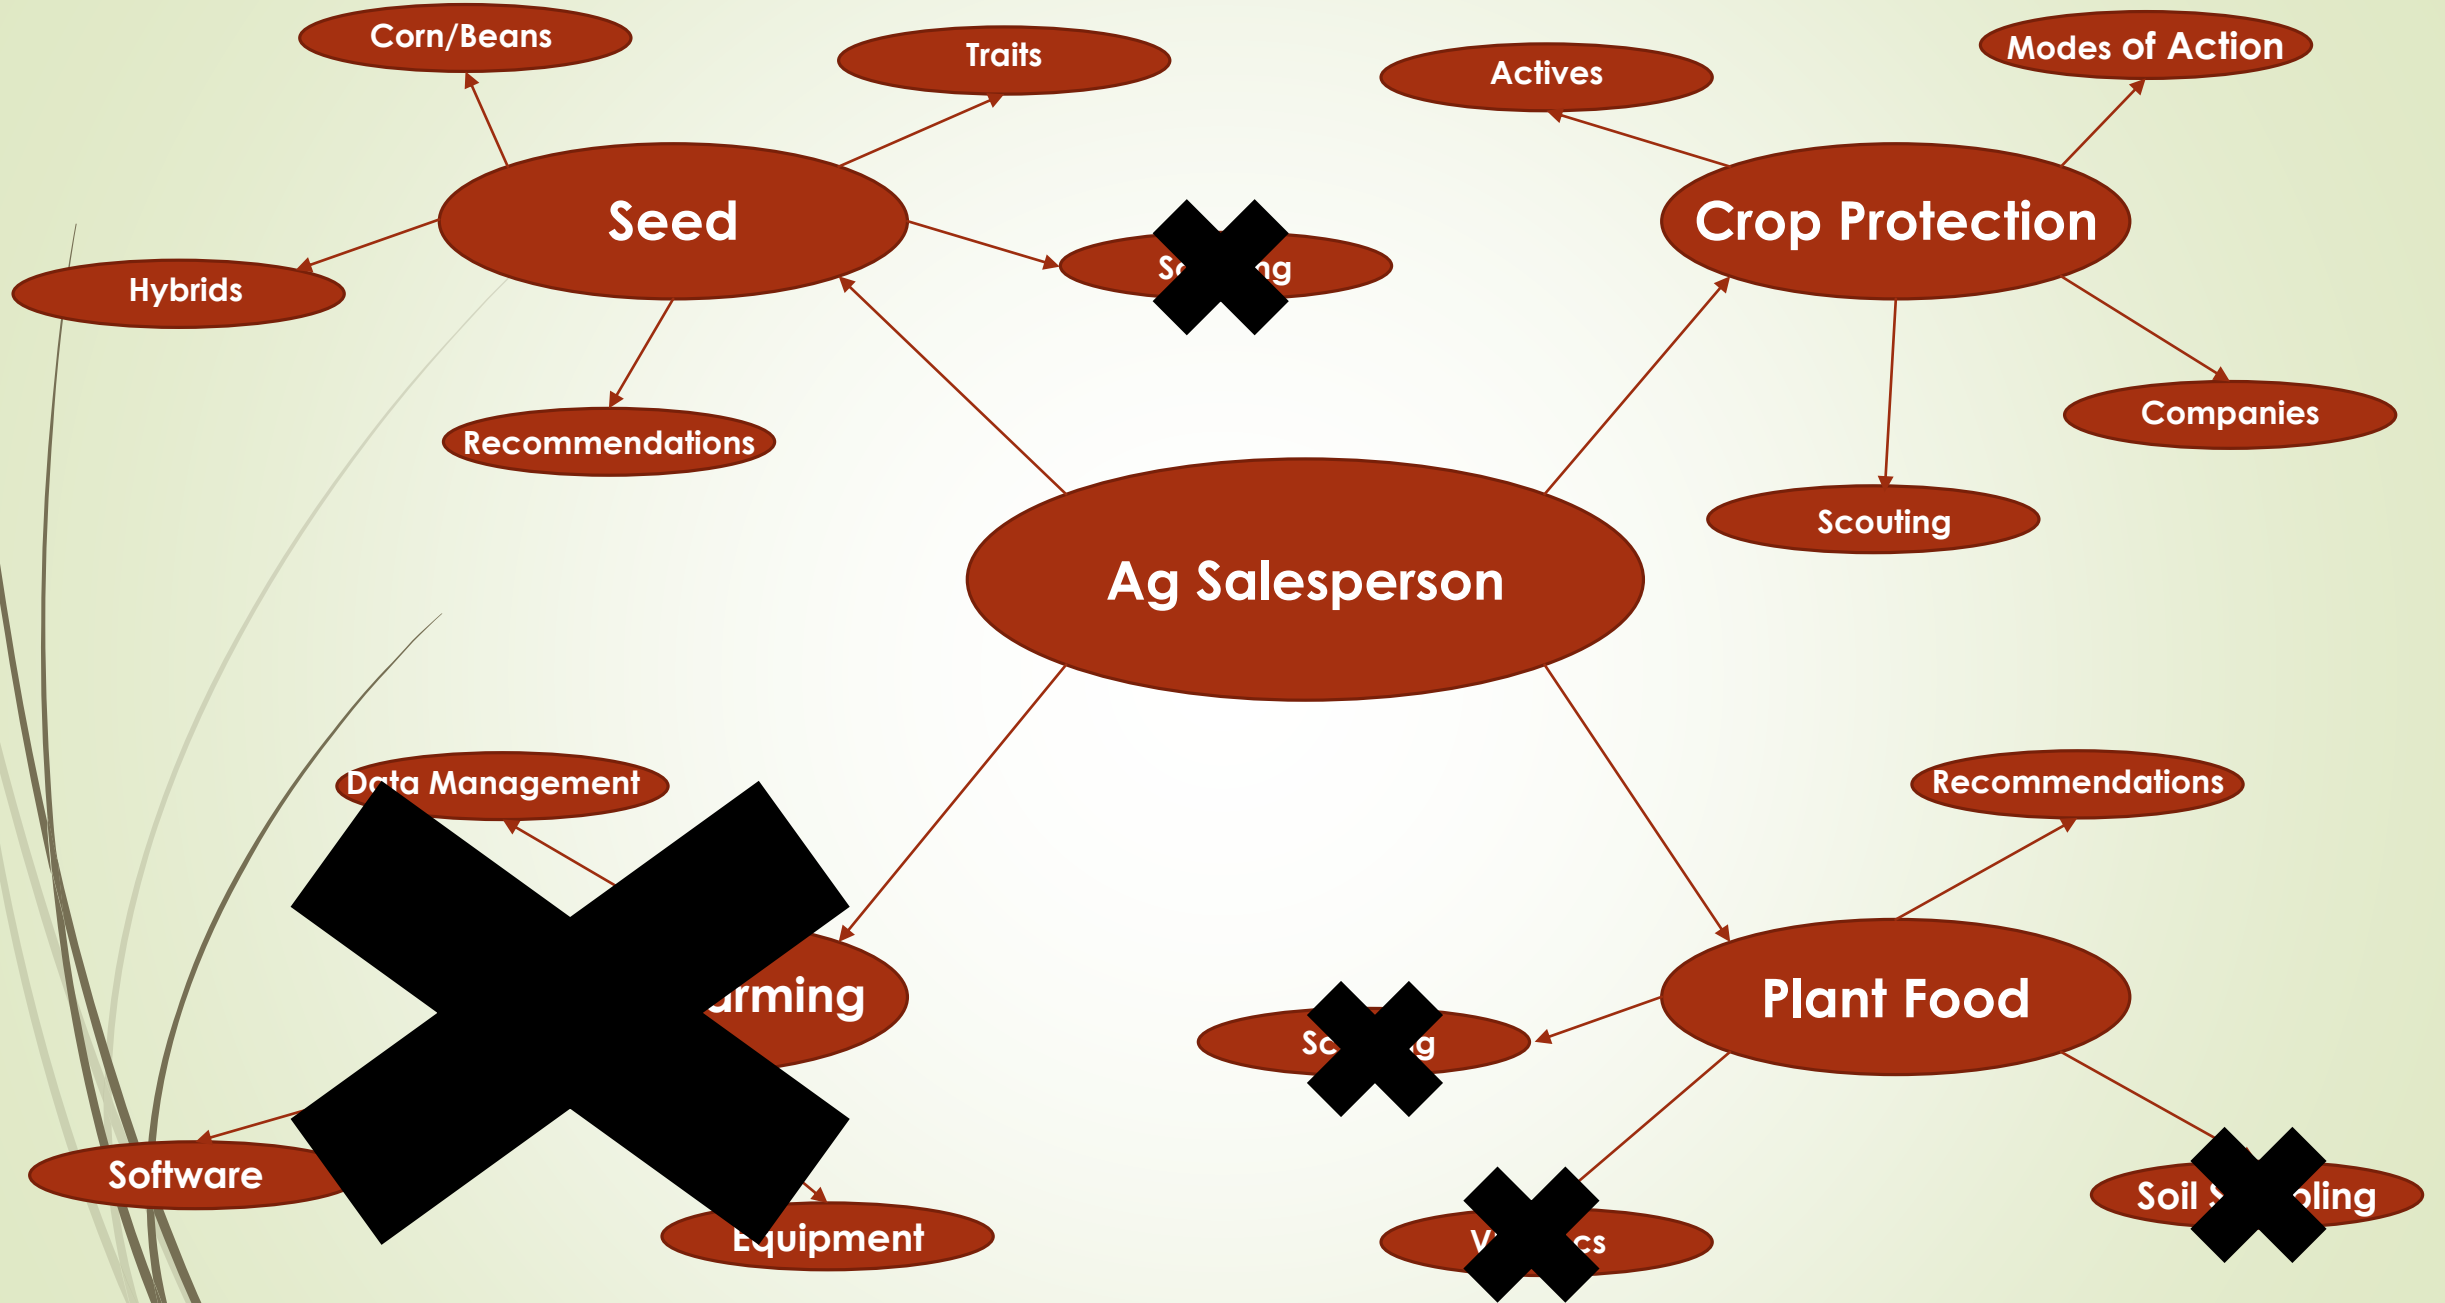 Corn/Beans
Traits
Actives
Modes of Action
Seed
Crop Protection
Hybrids
Recommendations
Companies
Scouting
Ag Salesperson
Data Management
Recommendations
Plant Food
Software
Equipment
Soil